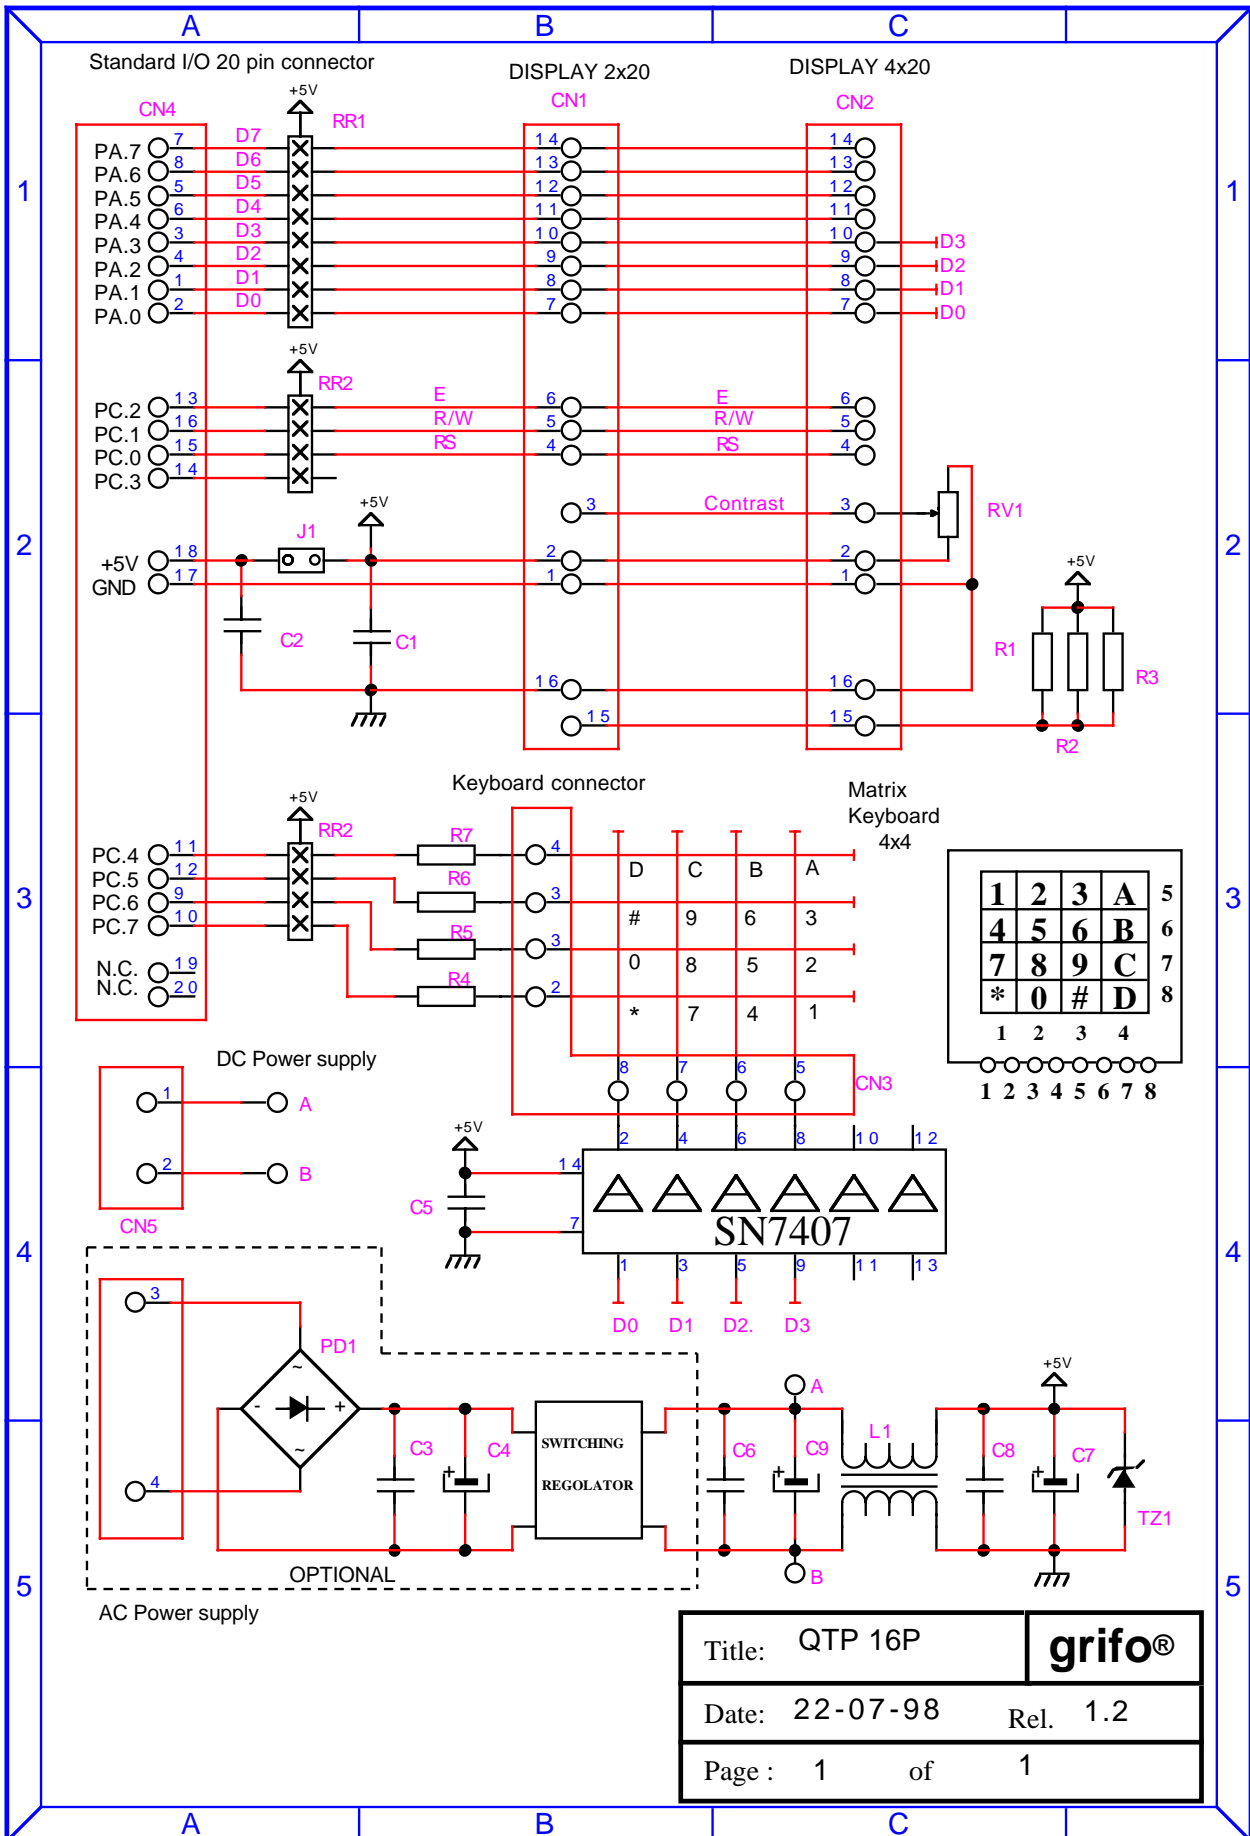 A B C
Standard I/O 20 pin connector
DISPLAY 2x20
DISPLAY 4x20
CN4 +5V RR1 CN1 CN2
1 1
PA.7 7 D7 14 14
PA.6 8 D6 13 13
PA.5 5 D5 12 12
PA.4 6 D4 11 11
PA.3 3 D3 10 10 D3
PA.2 4 D2 9 9 D2
PA.1 1 D1 8 8 D1
PA.0 2 D0 7 7 D0
+5V
RR2
PC.2 13 E 6 E 6
PC.1 16 R/W 5 R/W 5
PC.0 15 RS 4 RS 4
PC.3 14
+5V
3 Contrast 3 RV1
2 2
J1
+5V 18 2 2
GND 17 1 1
+5V
C2 C1
R1 R3
16 16
15 15
R2
Keyboard connector
Matrix
Keyboard
4x4
+5V
RR2
PC.4 11 R7 4
D C B A
PC.5 12 R6 3
# 9 6 3
PC.6 9 R5 3
0 8 5 2
PC.7 10 R4 2
* 7 4 1
N.C. 19
N.C. 20
3 3
1 2 3 A 5
4 5 6 B 6
7 8 9 C 7
* 0 # D 8
1 2 3 4
1 2 3 4 5 6 7 8
DC Power supply
8 7 6 5 CN3
1 A
2 B
CN5
+5V
2 4 6 8 10 12
14
C5
7
SN7407
1 3 5 9 11 13
D0 D1 D2. D3
4 4
3
PD1
~
- +
~
4
C3 C4
SWITCHING
REGOLATOR
OPTIONAL
AC Power supply
A
C6 C9 L1 C8 C7
+5V
+ + +
TZ1
B
5 5
Title: QTP 16P grifo®
Date: 22-07-98 Rel. 1.2
Page : 1 of 1
A B C